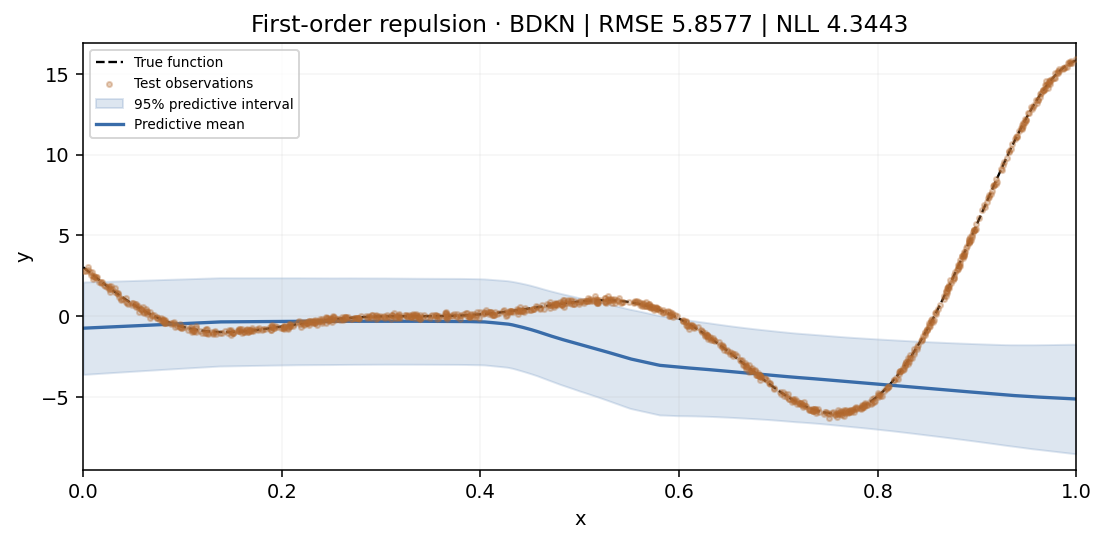 First-order repulsion · BDKN | RMSE 5.8577 | NLL 4.3443
True function
Test observations
95% predictive interval
Predictive mean
y
15
10
5
0
−5
0.0 0.2 0.4 0.6 0.8 1.0
x